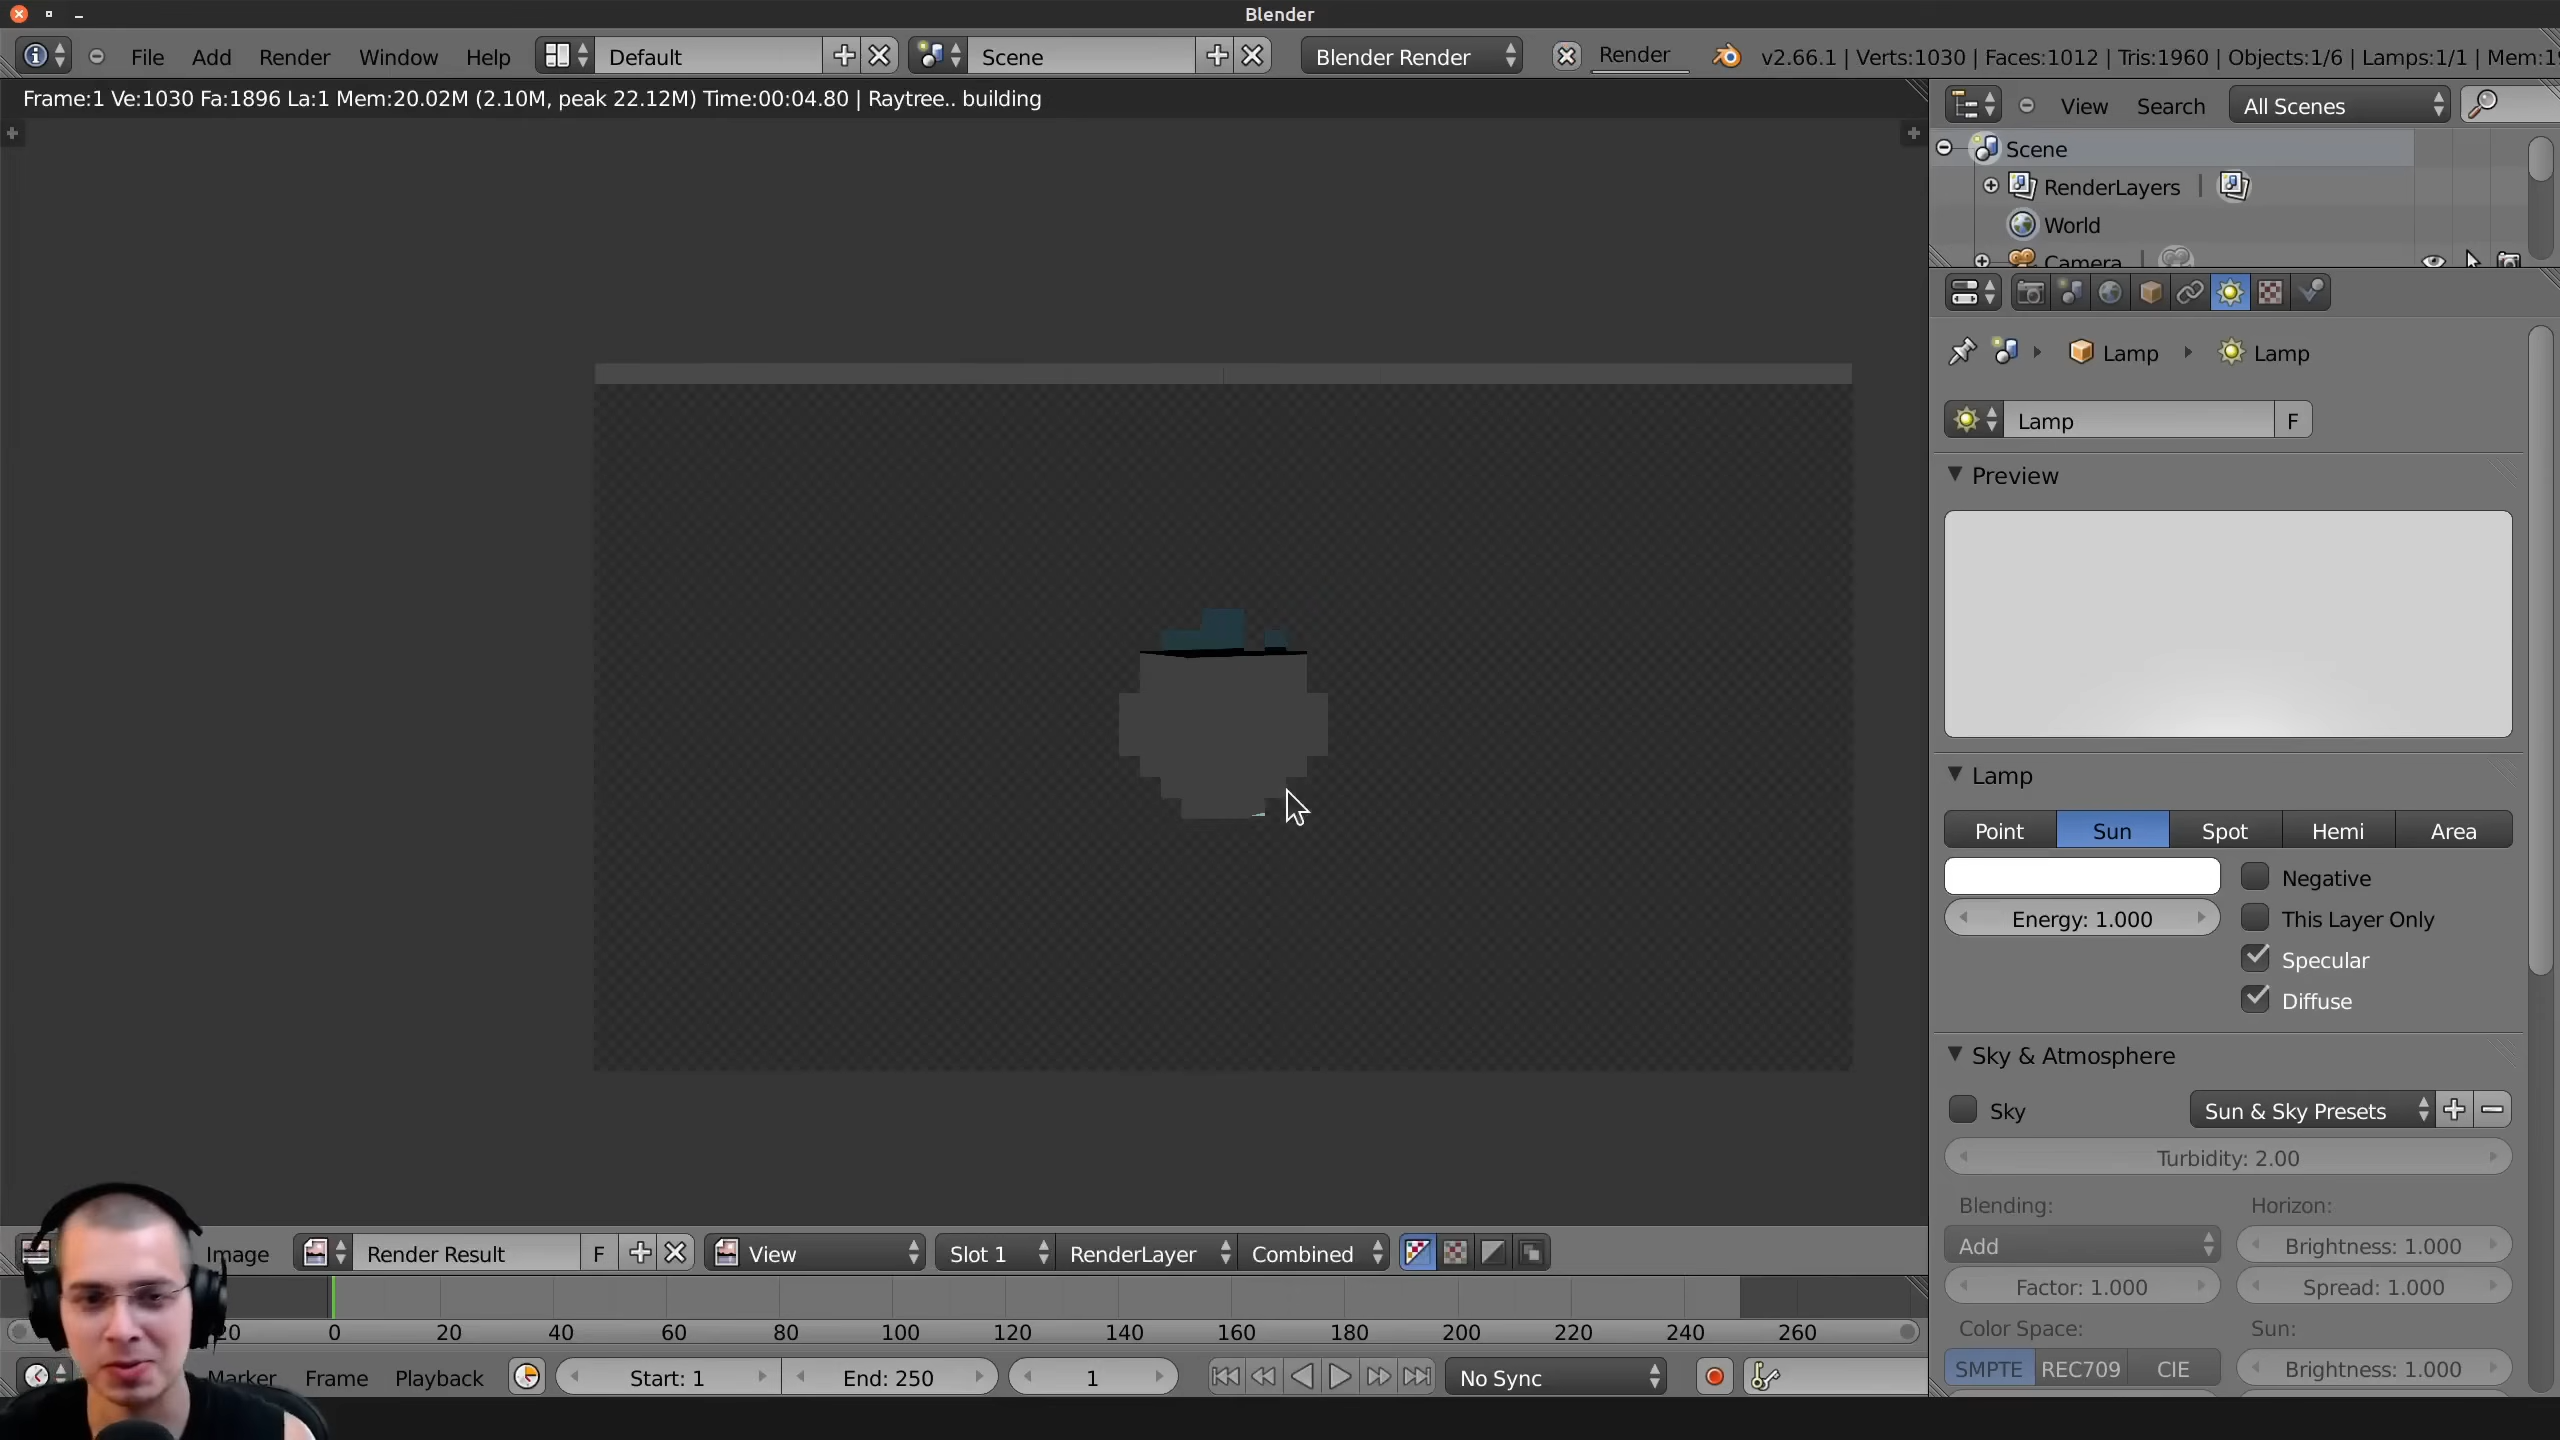 Blender
File Add Render Window Help Default Scene Blender Render Render v2.66.1 | Verts:1030 | Faces:1012 | Tris:1960 | Objects:1/6 | Lamps:1/1 | Mem:
Frame:1 Ve:1030 Fa:1896 La:1 Mem:20.02M (2.10M, peak 22.12M) Time:00:04.80 | Raytree.. building
View Search All Scenes
Scene
RenderLayers |
World
Camera |
Lamp Lamp
Lamp F
Preview
Lamp
Point Sun Spot Hemi Area
Negative
Energy: 1.000 This Layer Only
Specular
Diffuse
Sky & Atmosphere
Sky Sun & Sky Presets
Turbidity: 2.00
Blending: Horizon:
Add Brightness: 1.000
Factor: 1.000 Spread: 1.000
Color Space: Sun:
SMPTE REC709 CIE Brightness: 1.000
Image Render Result F View Slot 1 RenderLayer Combined
20 0 20 40 60 80 100 120 140 160 180 200 220 240 260
Marker Frame Playback Start: 1 End: 250 1 No Sync